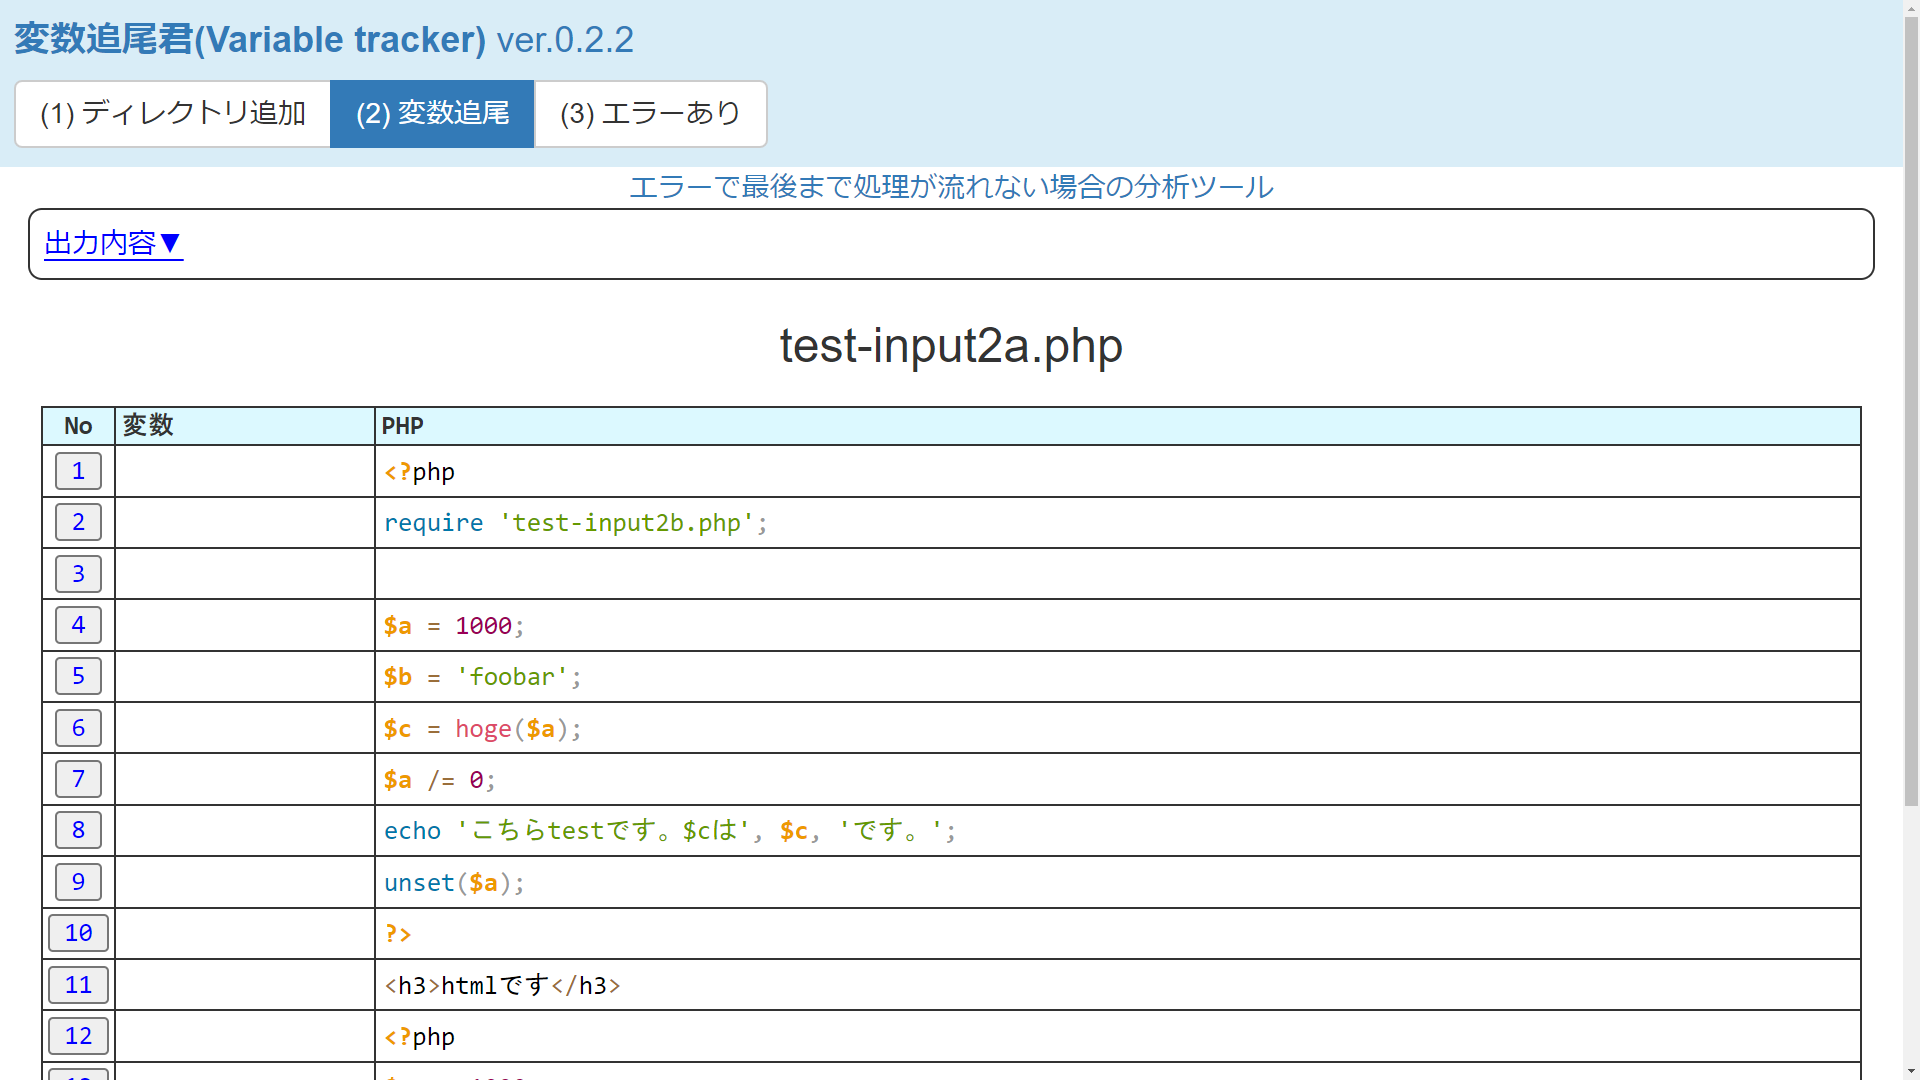 変数追尾君(Variable tracker) ver.0.2.2
(1) ディレクトリ追加 (2) 変数追尾 (3) エラーあり
エラーで最後まで処理が流れない場合の分析ツール
出力内容▼
test-input2a.php
No 変数 PHP
1 <?php
2 require 'test-input2b.php';
3
4 $a = 1000;
5 $b = 'foobar';
6 $c = hoge($a);
7 $a /= 0;
8 echo 'こちらtestです。$cは', $c, 'です。';
9 unset($a);
10 ?>
11 <h3>htmlです</h3>
12 <?php